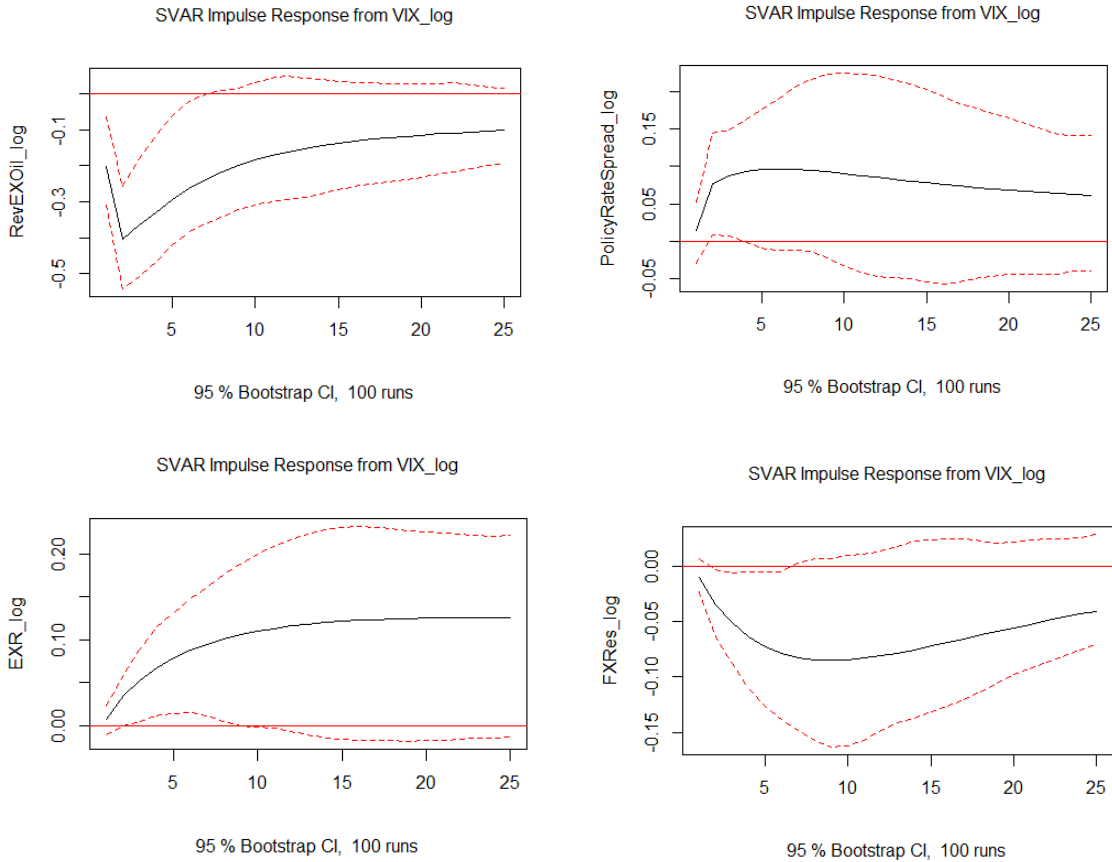 SVAR Impulse Response from VIX_log
RevEXOil_log
-0.1
-0.3
-0.5
5 10 15 20 25
95 % Bootstrap CI, 100 runs
SVAR Impulse Response from VIX_log
PolicyRateSpread_log
0.15
0.05
-0.05
5 10 15 20 25
95 % Bootstrap CI, 100 runs
SVAR Impulse Response from VIX_log
EXR_log
0.20
0.10
0.00
5 10 15 20 25
95 % Bootstrap CI, 100 runs
SVAR Impulse Response from VIX_log
FXRes_log
0.00
-0.05
-0.10
-0.15
5 10 15 20 25
95 % Bootstrap CI, 100 runs